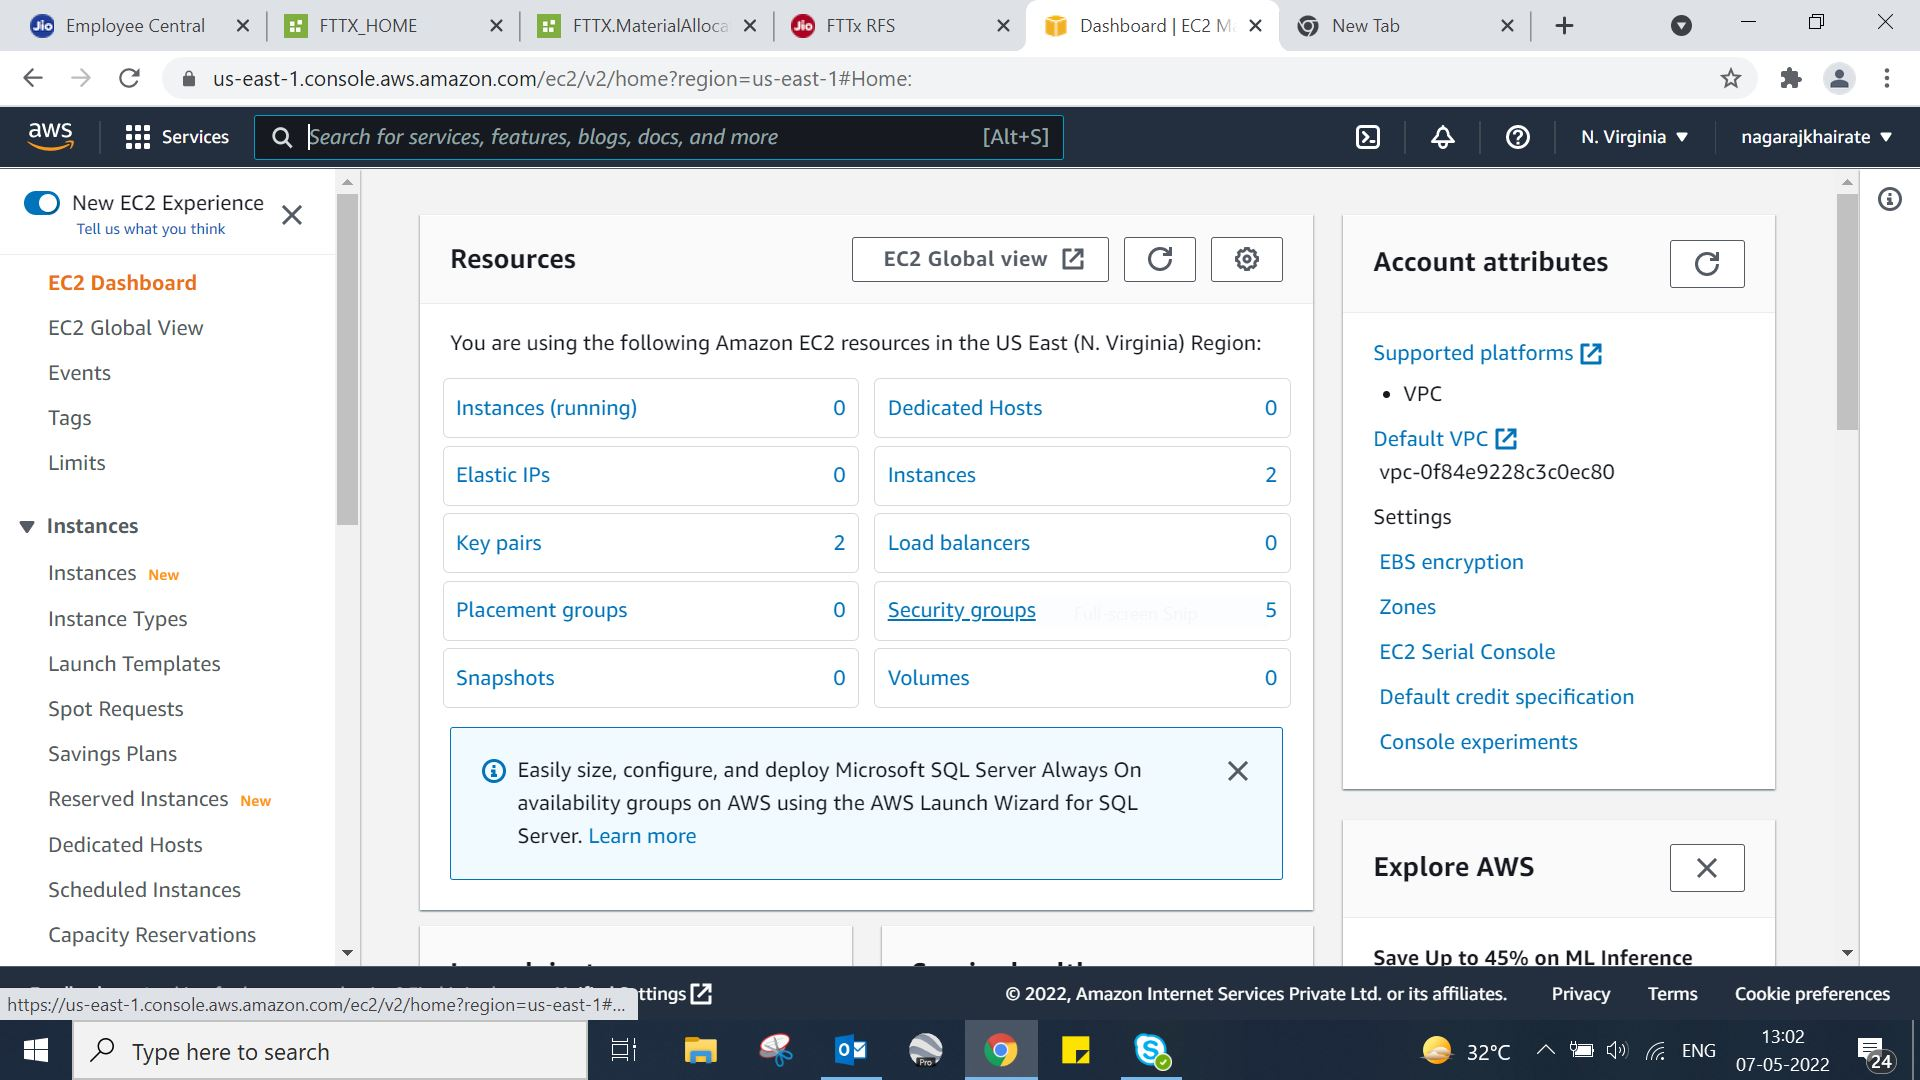 Employee Central
FTTX_HOME
FTTX.MaterialAlloca
FTTx RFS
Dashboard | EC2 M
New Tab
us-east-1.console.aws.amazon.com/ec2/v2/home?region=us-east-1#Home:
aws
Services
Search for services, features, blogs, docs, and more
[Alt+S]
N. Virginia
nagarajkhairate
New EC2 Experience
Tell us what you think
EC2 Dashboard
EC2 Global View
Events
Tags
Limits
Instances
Instances New
Instance Types
Launch Templates
Spot Requests
Savings Plans
Reserved Instances New
Dedicated Hosts
Scheduled Instances
Capacity Reservations
Resources
EC2 Global view
You are using the following Amazon EC2 resources in the US East (N. Virginia) Region:
Instances (running) 0
Dedicated Hosts 0
Elastic IPs 0
Instances 2
Key pairs 2
Load balancers 0
Placement groups 0
Security groups 5
Full-screen Snip
Snapshots 0
Volumes 0
Easily size, configure, and deploy Microsoft SQL Server Always On
availability groups on AWS using the AWS Launch Wizard for SQL
Server. Learn more
Account attributes
Supported platforms
• VPC
Default VPC
vpc-0f84e9228c3c0ec80
Settings
EBS encryption
Zones
EC2 Serial Console
Default credit specification
Console experiments
Explore AWS
Save Up to 45% on ML Inference
ttings
© 2022, Amazon Internet Services Private Ltd. or its affiliates.
Privacy
Terms
Cookie preferences
https://us-east-1.console.aws.amazon.com/ec2/v2/home?region=us-east-1#...
Type here to search
32°C
ENG
13:02
07-05-2022
24